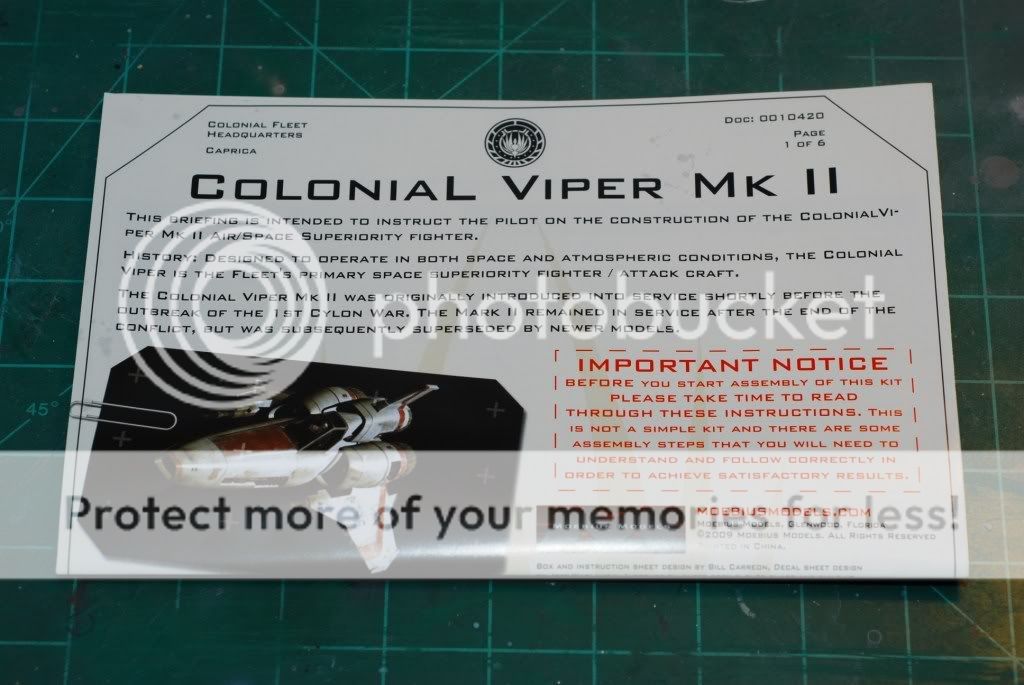 Colonial Fleet
Headquarters
Caprica
Doc: 0010420
Page
1 of 6
Colonial Viper Mk II
This briefing is intended to instruct the pilot on the construction of the ColonialVi-
per Mk II Air/Space Superiority fighter.
History: Designed to operate in both space and atmospheric conditions, the Colonial
Viper is the Fleet's primary space superiority fighter / attack craft.
The Colonial Viper Mk II was originally introduced into service shortly before the
outbreak of the 1st Cylon War. The Mark II remained in service after the end of the
conflict, but was subsequently superseded by newer models.
photobucket
IMPORTANT NOTICE
Before you start assembly of this kit
please take time to read
through these instructions. This
is not a simple kit and there are some
assembly steps that you will need to
understand and follow correctly in
order to achieve satisfactory results.
45°
Protect more of your memories for less!
Moebius Models
moebiusmodels.com
Moebius Models, Glenwood, Florida
©2009 Moebius Models. All Rights Reserved
Printed in China.
Box and instruction sheet design by Bill Carreon, Decal sheet design